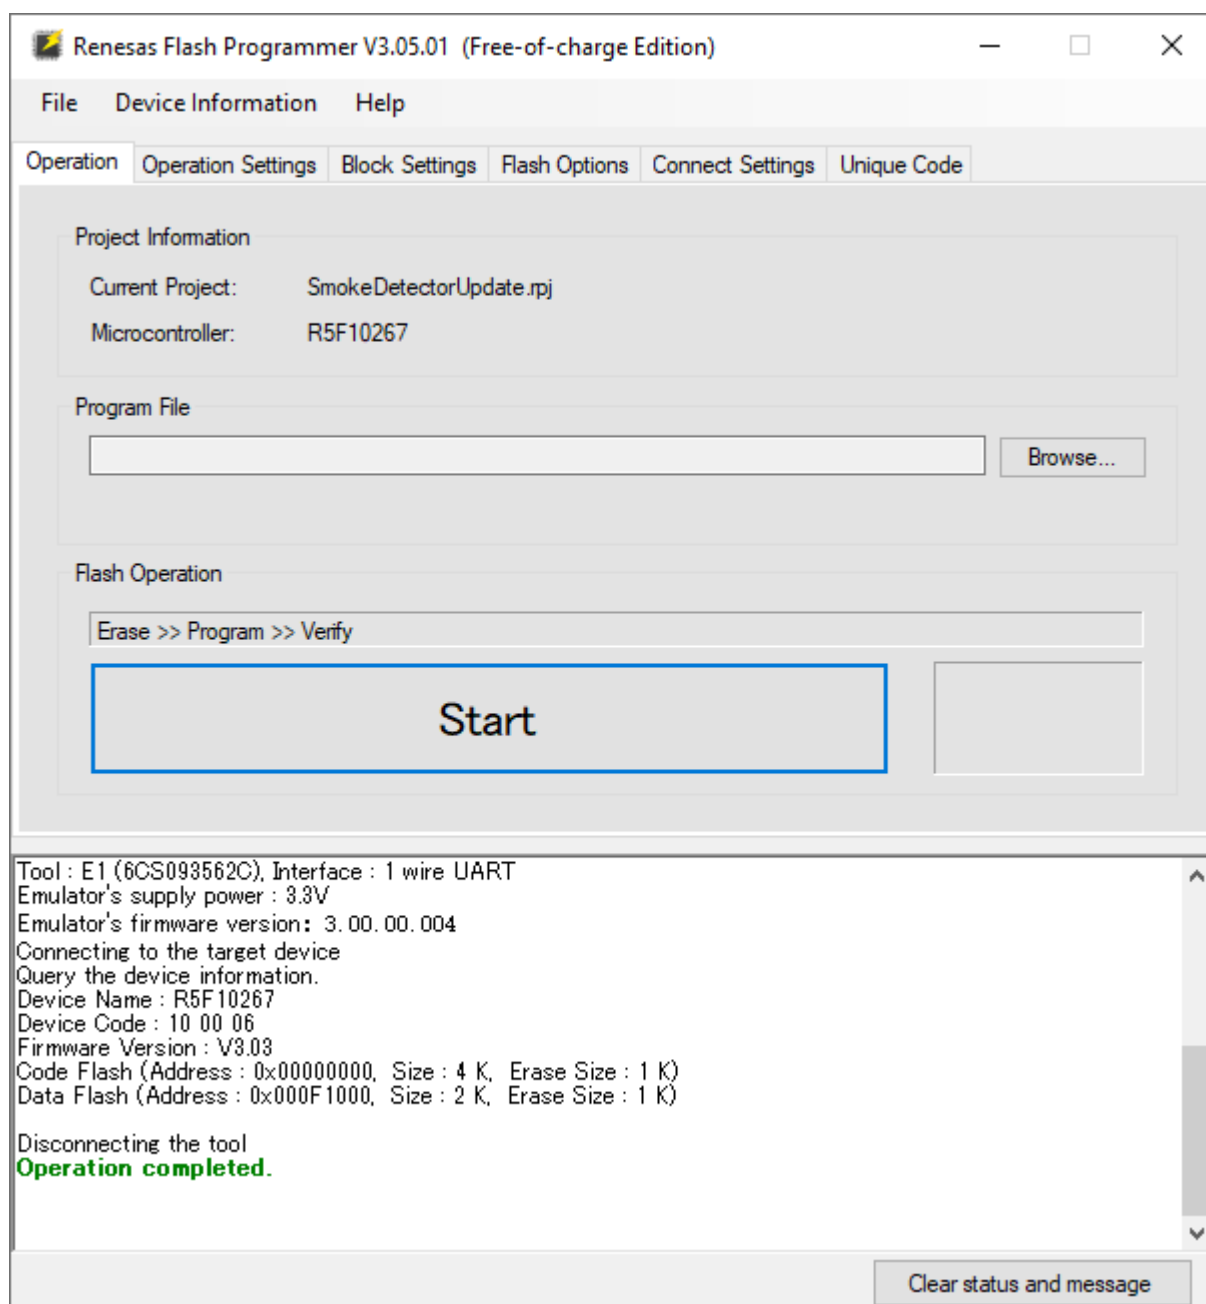 Renesas Flash Programmer V3.05.01 (Free-of-charge Edition)
File Device Information Help
Operation Operation Settings Block Settings Flash Options Connect Settings Unique Code
Project Information
Current Project: SmokeDetectorUpdate.rpj
Microcontroller: R5F10267
Program File
Browse...
Flash Operation
Erase >> Program >> Verify
Start
Tool : E1 (6CS093562C), Interface : 1 wire UART
Emulator's supply power : 3.3V
Emulator's firmware version: 3.00.00.004
Connecting to the target device
Query the device information.
Device Name : R5F10267
Device Code : 10 00 06
Firmware Version : V3.03
Code Flash (Address : 0x00000000, Size : 4 K, Erase Size : 1 K)
Data Flash (Address : 0x000F1000, Size : 2 K, Erase Size : 1 K)
Disconnecting the tool
Operation completed.
Clear status and message